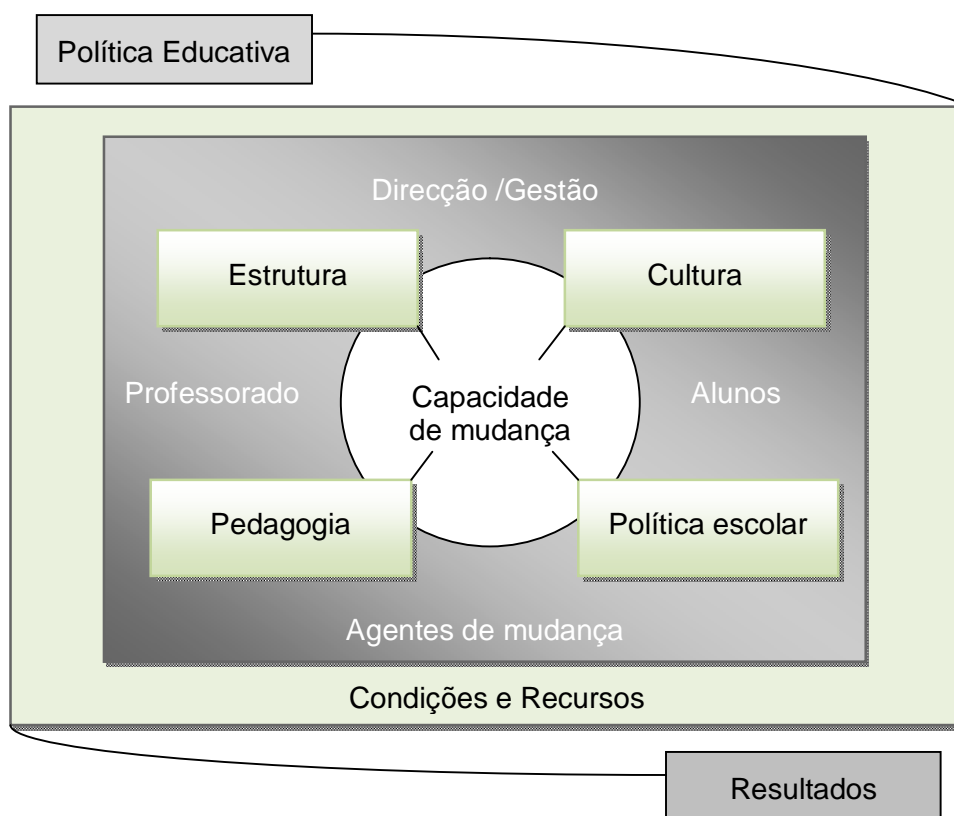 Política Educativa
Direcção /Gestão
Estrutura
Cultura
Professorado
Capacidade
de mudança
Alunos
Pedagogia
Política escolar
Agentes de mudança
Condições e Recursos
Resultados